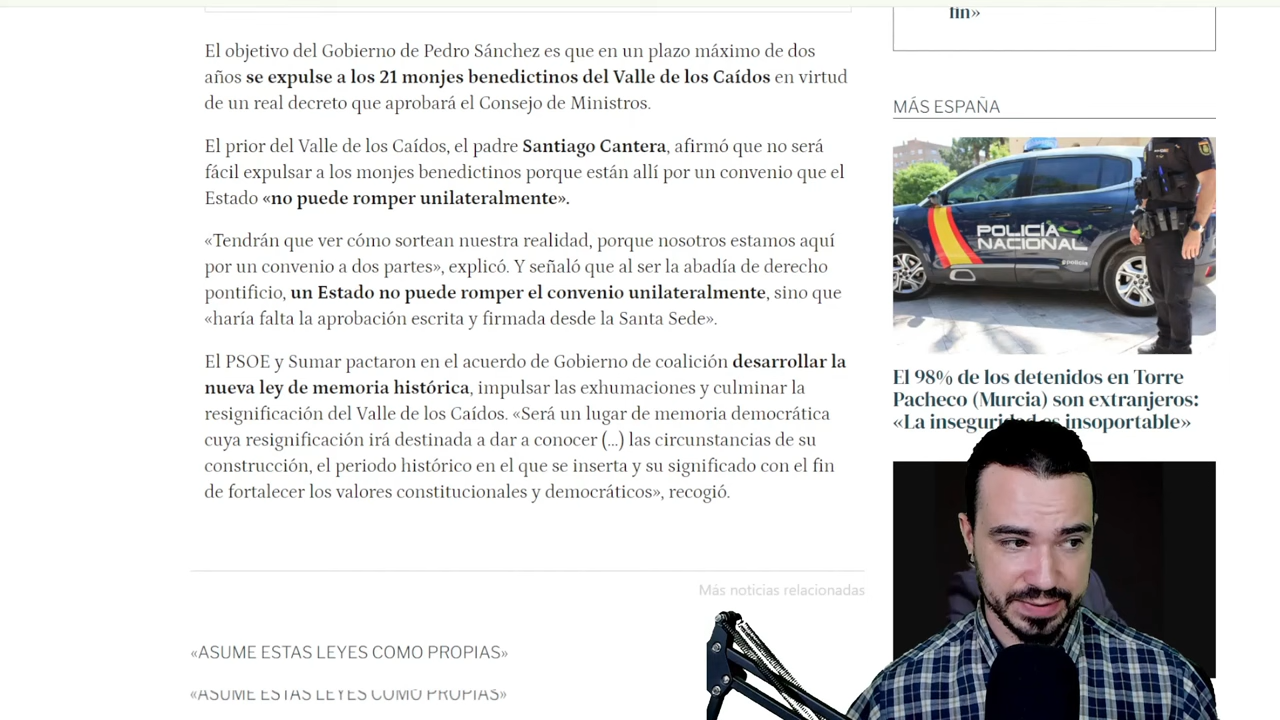 fin»
El objetivo del Gobierno de Pedro Sánchez es que en un plazo máximo de dos
años se expulse a los 21 monjes benedictinos del Valle de los Caídos en virtud
de un real decreto que aprobará el Consejo de Ministros.
El prior del Valle de los Caídos, el padre Santiago Cantera, afirmó que no será
fácil expulsar a los monjes benedictinos porque están allí por un convenio que el
Estado «no puede romper unilateralmente».
«Tendrán que ver cómo sortean nuestra realidad, porque nosotros estamos aquí
por un convenio a dos partes», explicó. Y señaló que al ser la abadía de derecho
pontificio, un Estado no puede romper el convenio unilateralmente, sino que
«haría falta la aprobación escrita y firmada desde la Santa Sede».
El PSOE y Sumar pactaron en el acuerdo de Gobierno de coalición desarrollar la
nueva ley de memoria histórica, impulsar las exhumaciones y culminar la
resignificación del Valle de los Caídos. «Será un lugar de memoria democrática
cuya resignificación irá destinada a dar a conocer (...) las circunstancias de su
construcción, el periodo histórico en el que se inserta y su significado con el fin
de fortalecer los valores constitucionales y democráticos», recogió.
Más noticias relacionadas
«ASUME ESTAS LEYES COMO PROPIAS»
«ASUME ESTAS LEYES COMO PROPIAS»
MÁS ESPAÑA
POLICÍA
NACIONAL
El 98% de los detenidos en Torre
Pacheco (Murcia) son extranjeros:
«La inseguridad es insoportable»